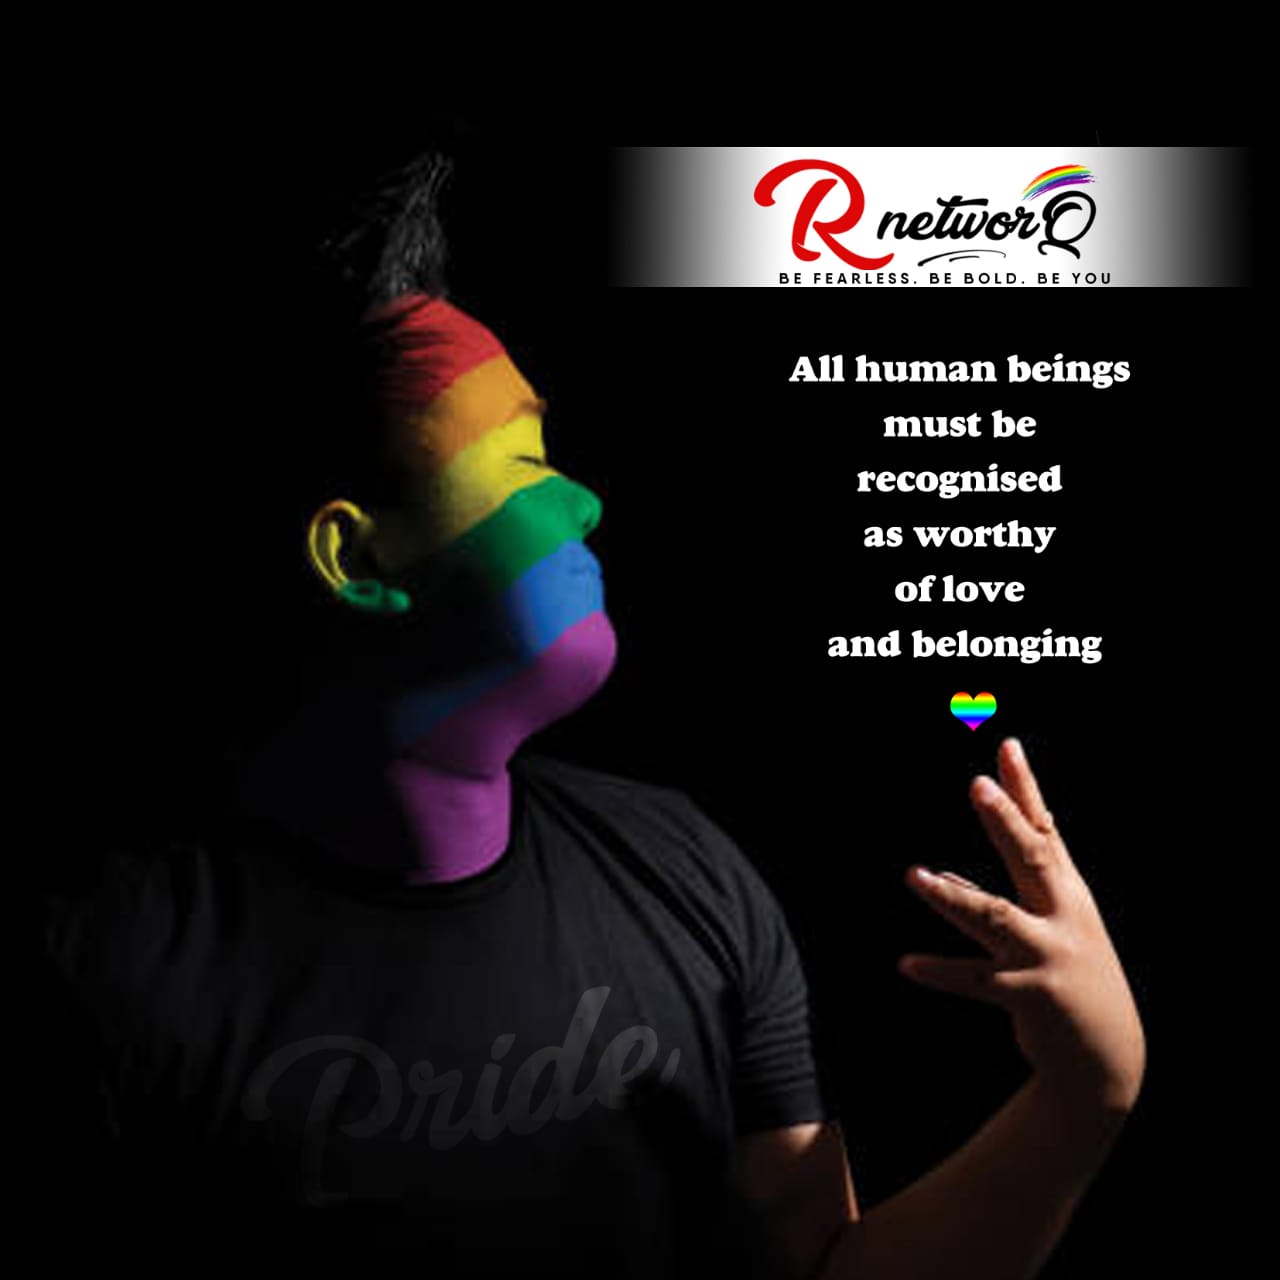 R networQ
BE FEARLESS. BE BOLD. BE YOU
All human beings
must be
recognised
as worthy
of love
and belonging
Pride